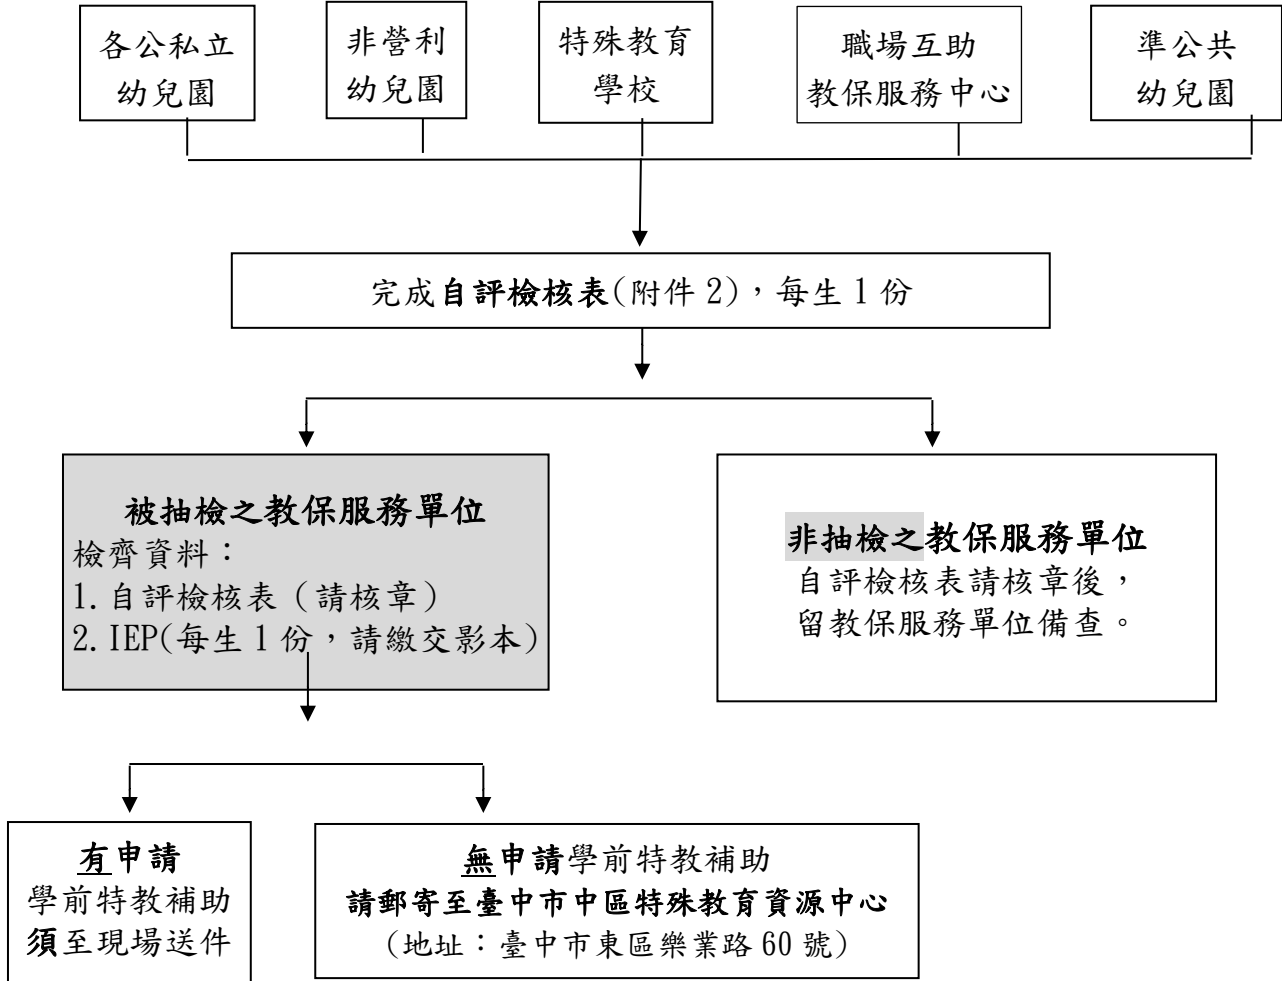 各公私立
幼兒園
非營利
幼兒園
特殊教育
學校
職場互助
教保服務中心
準公共
幼兒園
完成自評檢核表(附件 2)，每生 1 份
被抽檢之教保服務單位
檢齊資料：
1. 自評檢核表（請核章）
2. IEP(每生 1 份，請繳交影本)
非抽檢之教保服務單位
自評檢核表請核章後，
留教保服務單位備查。
有申請
學前特教補助
須至現場送件
無申請學前特教補助
請郵寄至臺中市中區特殊教育資源中心
（地址：臺中市東區樂業路 60 號）